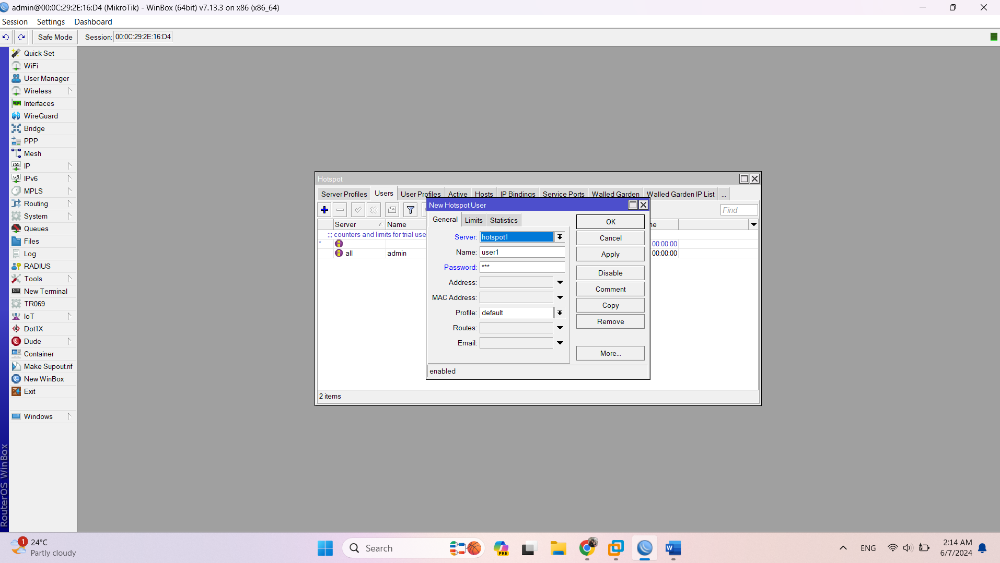 admin@00:0C:29:2E:16:D4 (MikroTik) - WinBox (64bit) v7.13.3 on x86 (x86_64)
Session Settings Dashboard
Safe Mode Session: 00:0C:29:2E:16:D4
Quick Set
WiFi
User Manager
Wireless
Interfaces
WireGuard
Bridge
PPP
Mesh
IP
IPv6
MPLS
Routing
System
Queues
Files
Log
RADIUS
Tools
New Terminal
TR069
IoT
Dot1X
Dude
Container
Make Supout.rif
New WinBox
Exit
Windows
RouterOS WinBox
Hotspot
Server Profiles Users User Profiles Active Hosts IP Bindings Service Ports Walled Garden Walled Garden IP List ...
Find
Server Name
;;; counters and limits for trial use
* 00:00:00
all admin 00:00:00
2 items
New Hotspot User
General Limits Statistics
Server: hotspot1
Name: user1
Password: ***
Address:
MAC Address:
Profile: default
Routes:
Email:
OK
Cancel
Apply
Disable
Comment
Copy
Remove
More...
enabled
1
24°C
Partly cloudy
Search
PRE
ENG
2:14 AM
6/7/2024